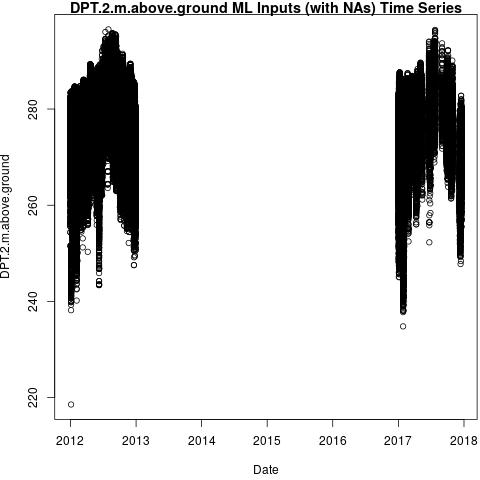 DPT.2.m.above.ground ML Inputs (with NAs) Time Series
DPT.2.m.above.ground
280
260
240
220
2012 2013 2014 2015 2016 2017 2018
Date